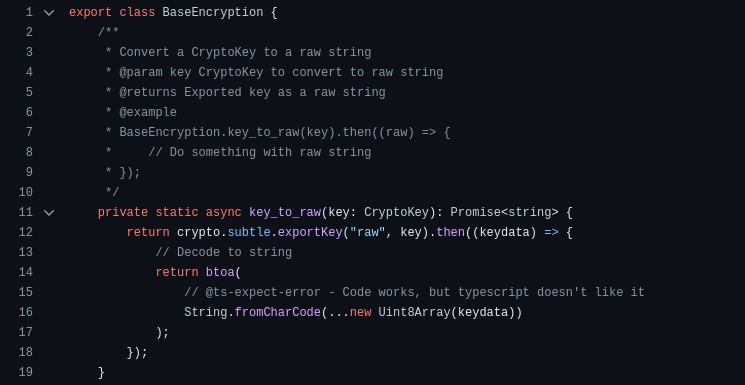 1 export class BaseEncryption {
2     /**
3      * Convert a CryptoKey to a raw string
4      * @param key CryptoKey to convert to raw string
5      * @returns Exported key as a raw string
6      * @example
7      * BaseEncryption.key_to_raw(key).then((raw) => {
8      *     // Do something with raw string
9      * });
10      */
11     private static async key_to_raw(key: CryptoKey): Promise<string> {
12         return crypto.subtle.exportKey("raw", key).then((keydata) => {
13             // Decode to string
14             return btoa(
15                 // @ts-expect-error - Code works, but typescript doesn't like it
16                 String.fromCharCode(...new Uint8Array(keydata))
17             );
18         });
19     }